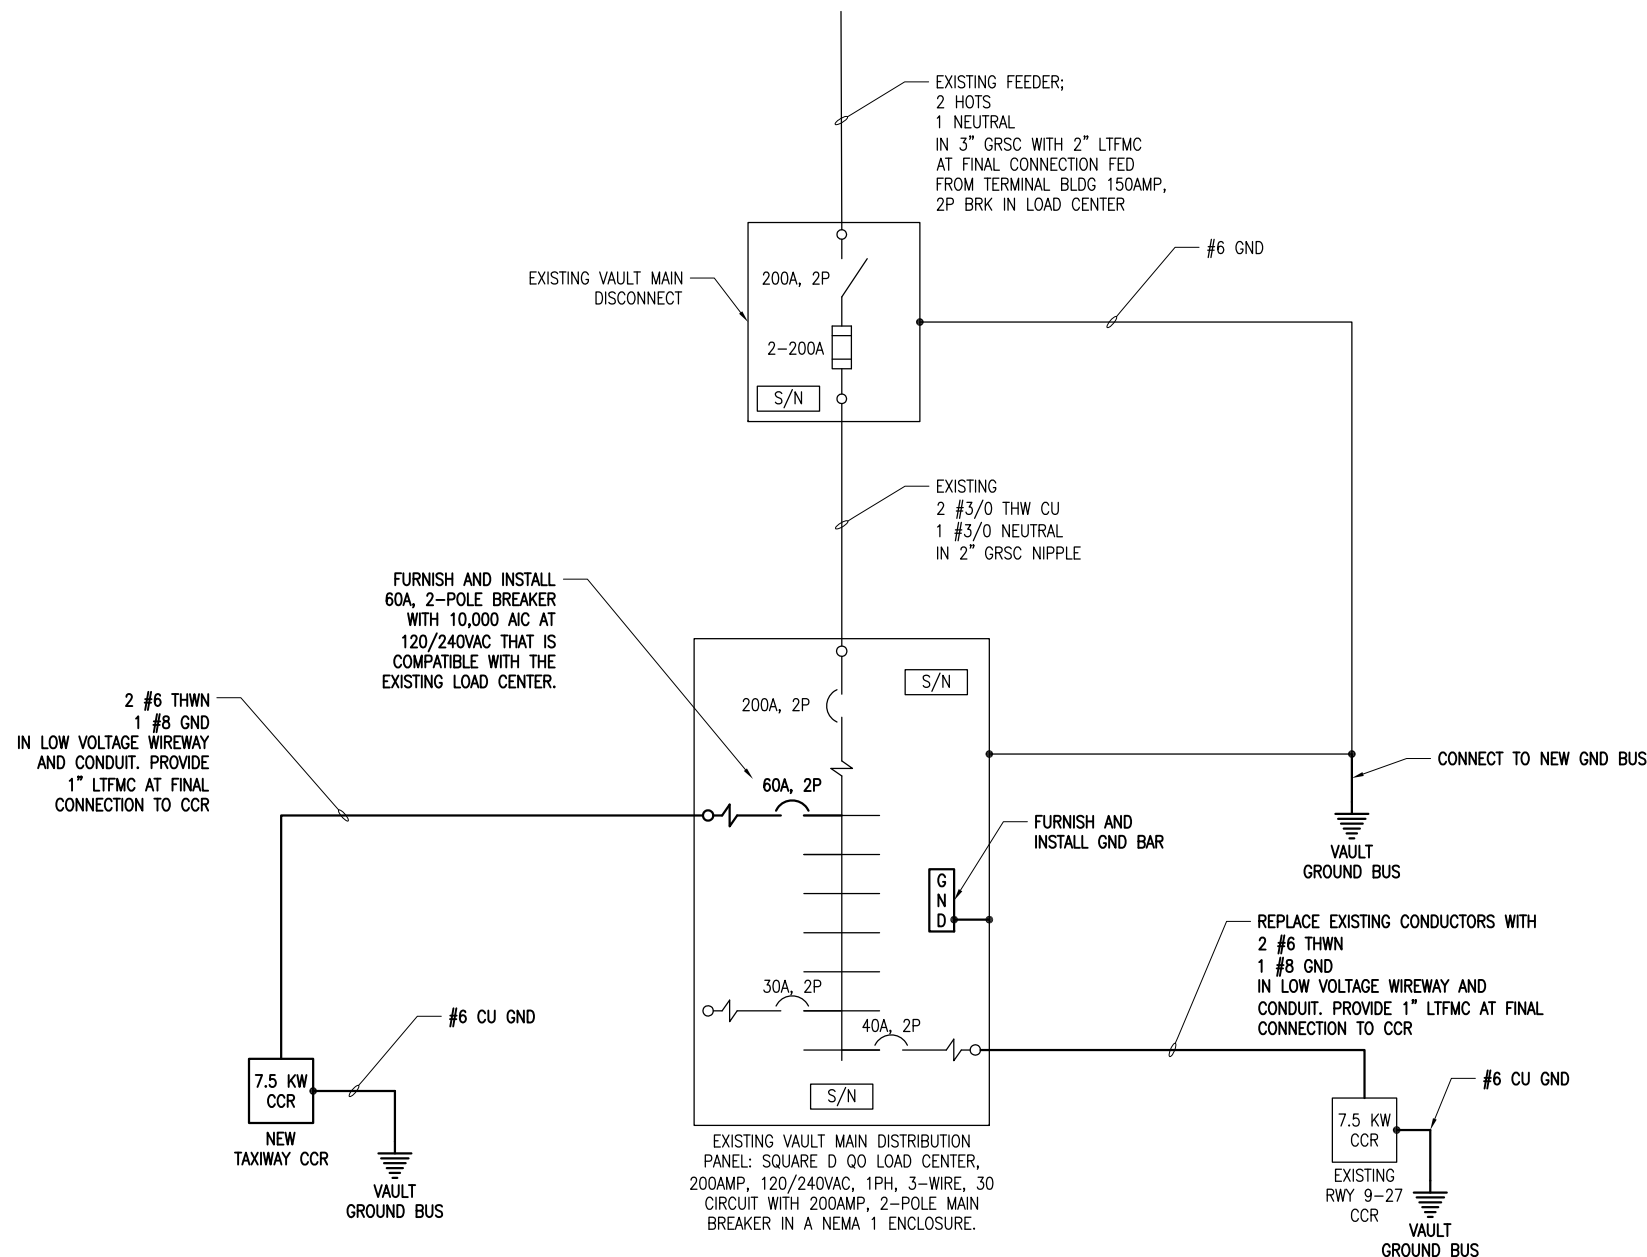 EXISTING FEEDER;
2 HOTS
1 NEUTRAL
IN 3" GRSC WITH 2" LTFMC
AT FINAL CONNECTION FED
FROM TERMINAL BLDG 150AMP,
2P BRK IN LOAD CENTER
#6 GND
EXISTING VAULT MAIN
DISCONNECT
200A, 2P
2-200A
S/N
EXISTING
2 #3/0 THW CU
1 #3/0 NEUTRAL
IN 2" GRSC NIPPLE
FURNISH AND INSTALL
60A, 2-POLE BREAKER
WITH 10,000 AIC AT
120/240VAC THAT IS
COMPATIBLE WITH THE
EXISTING LOAD CENTER.
2 #6 THWN
1 #8 GND
IN LOW VOLTAGE WIREWAY
AND CONDUIT. PROVIDE
1" LTFMC AT FINAL
CONNECTION TO CCR
S/N
200A, 2P
60A, 2P
CONNECT TO NEW GND BUS
VAULT
GROUND BUS
FURNISH AND
INSTALL GND BAR
G
N
D
30A, 2P
40A, 2P
S/N
REPLACE EXISTING CONDUCTORS WITH
2 #6 THWN
1 #8 GND
IN LOW VOLTAGE WIREWAY AND
CONDUIT. PROVIDE 1" LTFMC AT FINAL
CONNECTION TO CCR
#6 CU GND
7.5 KW
CCR
NEW
TAXIWAY CCR
VAULT
GROUND BUS
EXISTING VAULT MAIN DISTRIBUTION
PANEL: SQUARE D QO LOAD CENTER,
200AMP, 120/240VAC, 1PH, 3-WIRE, 30
CIRCUIT WITH 200AMP, 2-POLE MAIN
BREAKER IN A NEMA 1 ENCLOSURE.
#6 CU GND
7.5 KW
CCR
EXISTING
RWY 9-27
CCR
VAULT
GROUND BUS